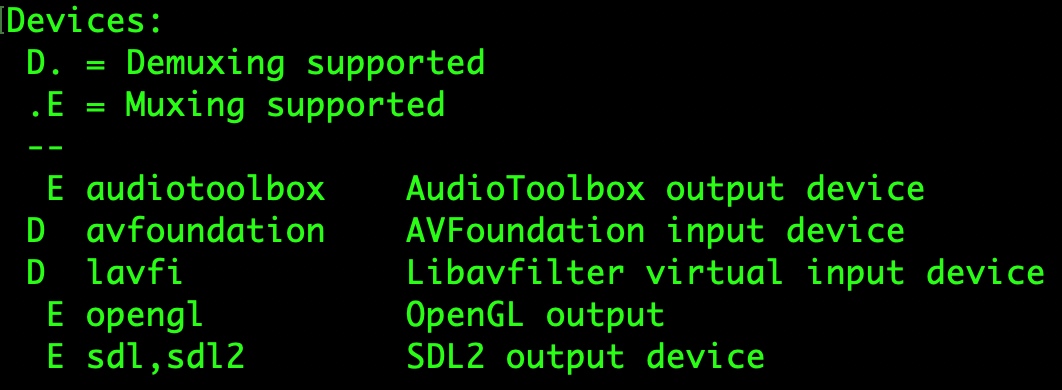 Devices:
 D. = Demuxing supported
 .E = Muxing supported
 --
  E audiotoolbox    AudioToolbox output device
 D  avfoundation    AVFoundation input device
 D  lavfi           Libavfilter virtual input device
  E opengl          OpenGL output
  E sdl,sdl2        SDL2 output device